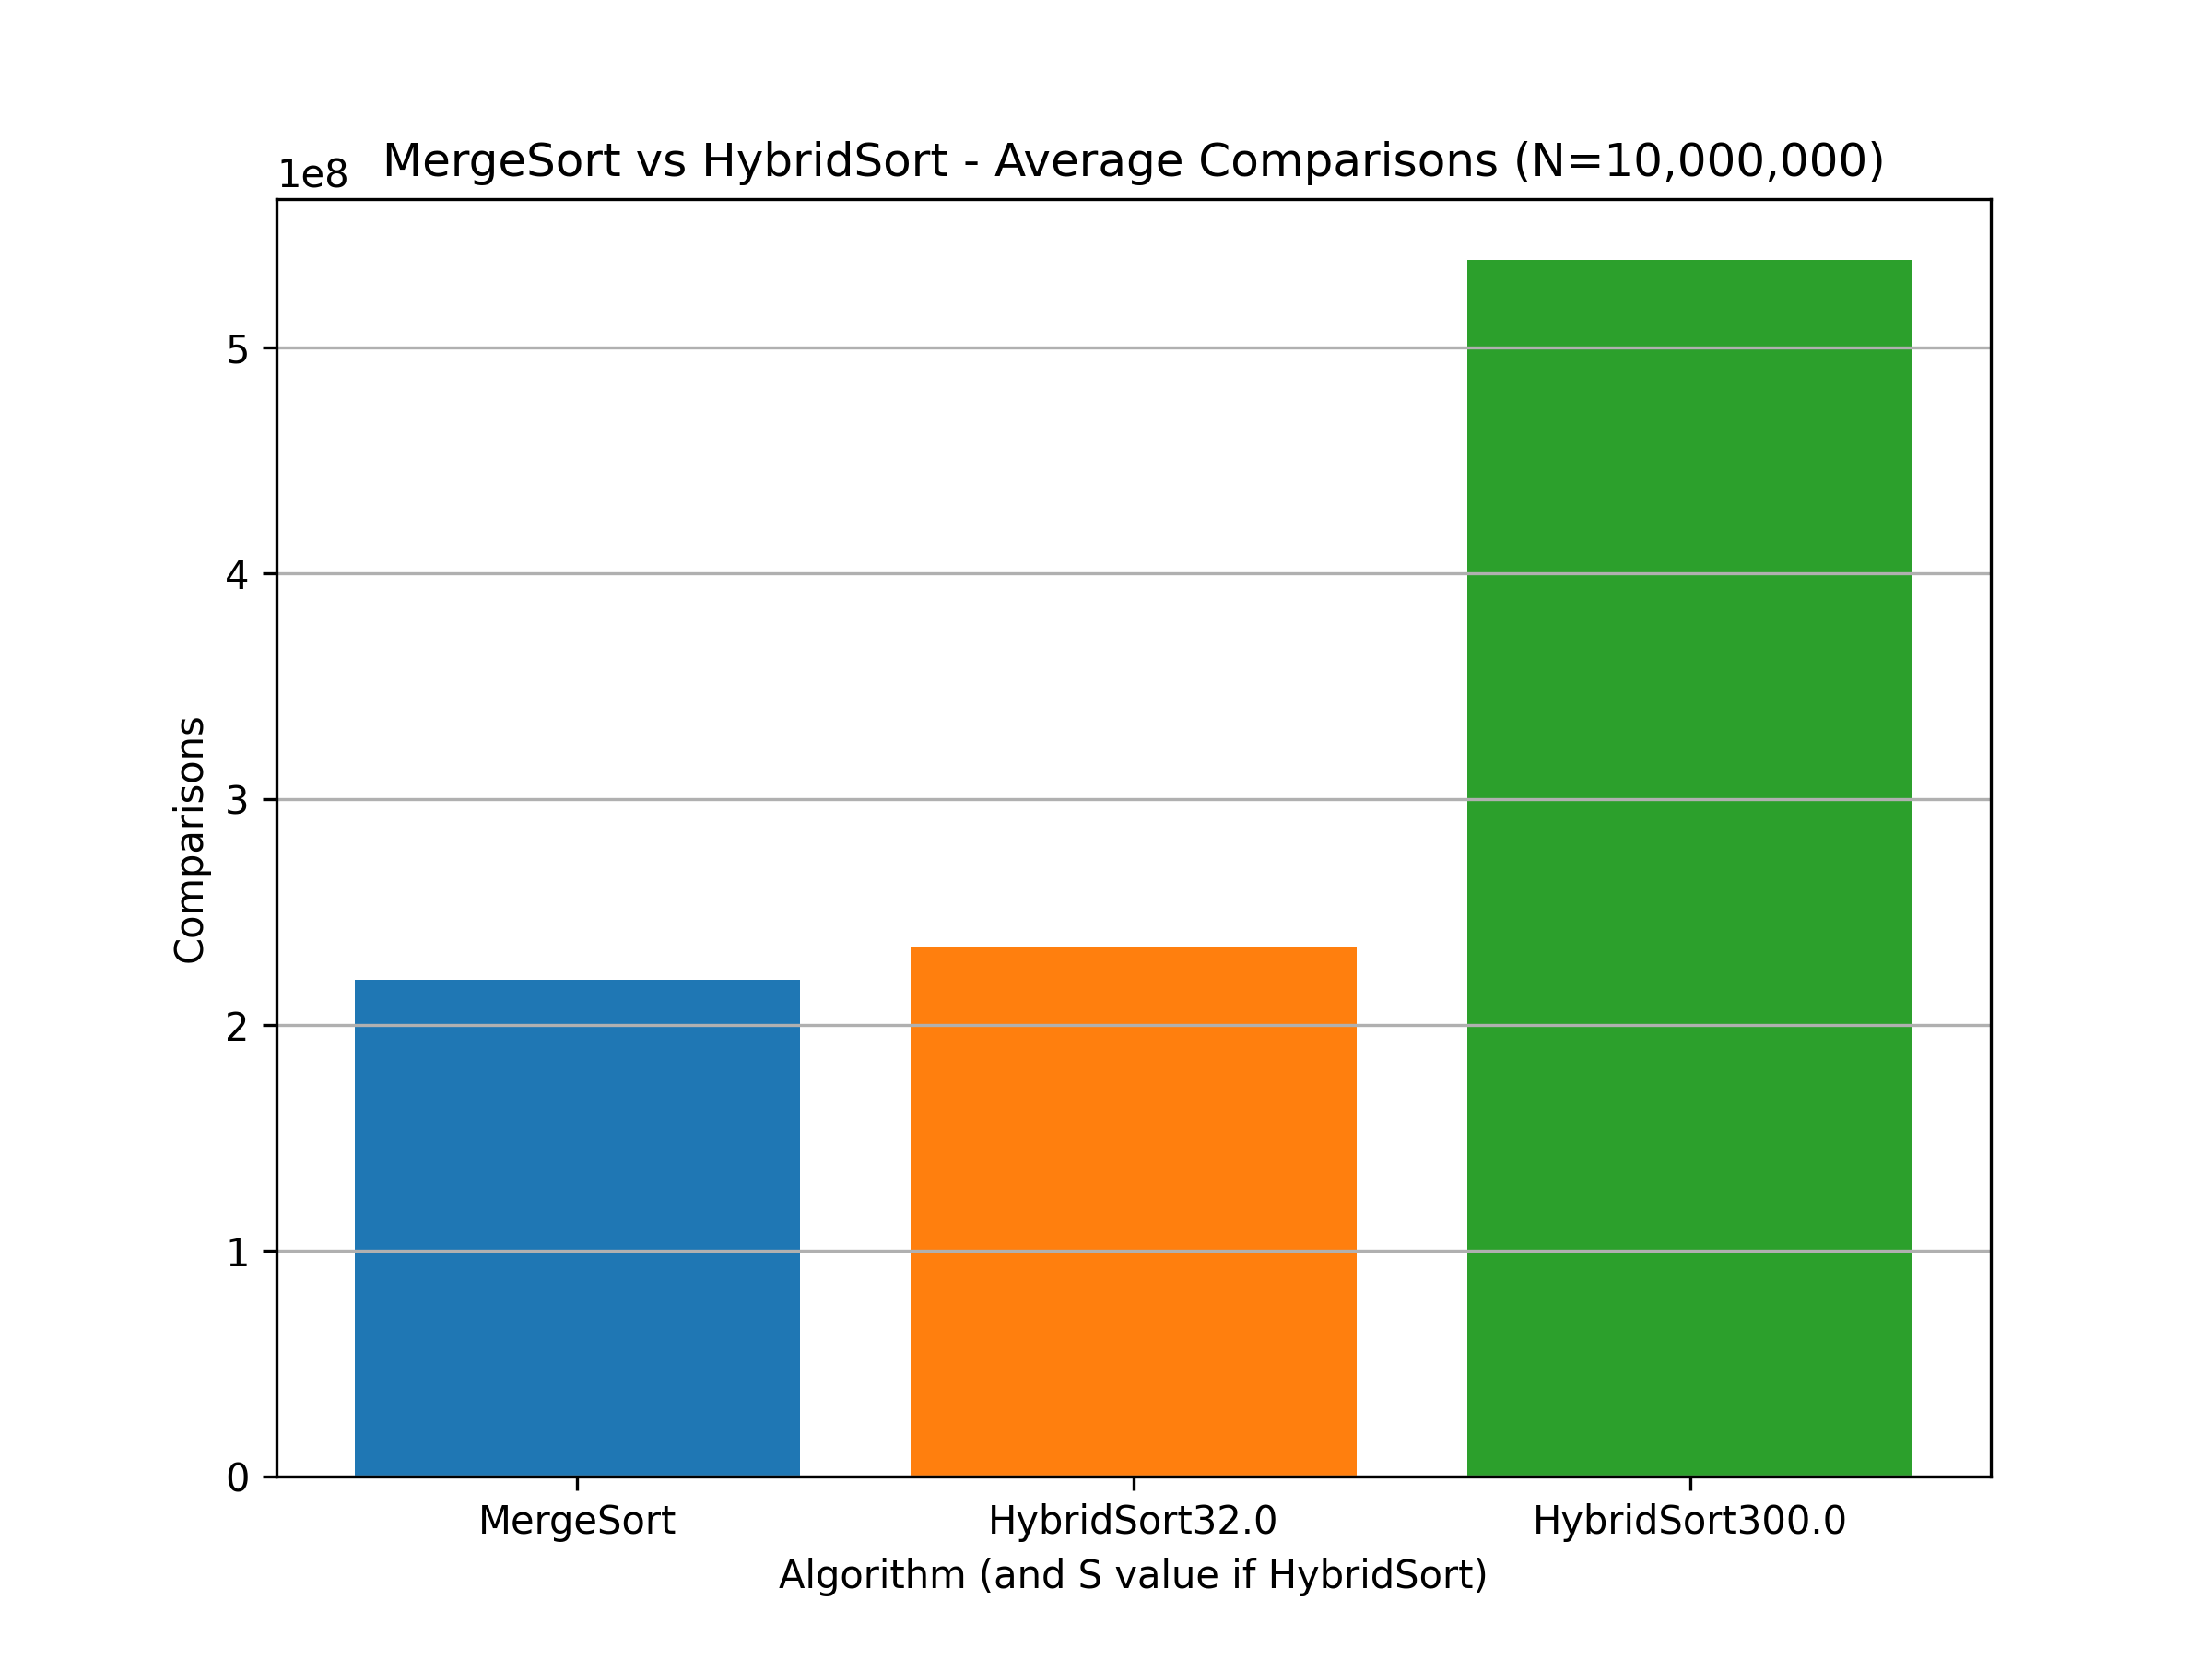 MergeSort vs HybridSort - Average Comparisons (N=10,000,000)
1e8
5
4
3
2
1
0
Comparisons
MergeSort
HybridSort32.0
HybridSort300.0
Algorithm (and S value if HybridSort)